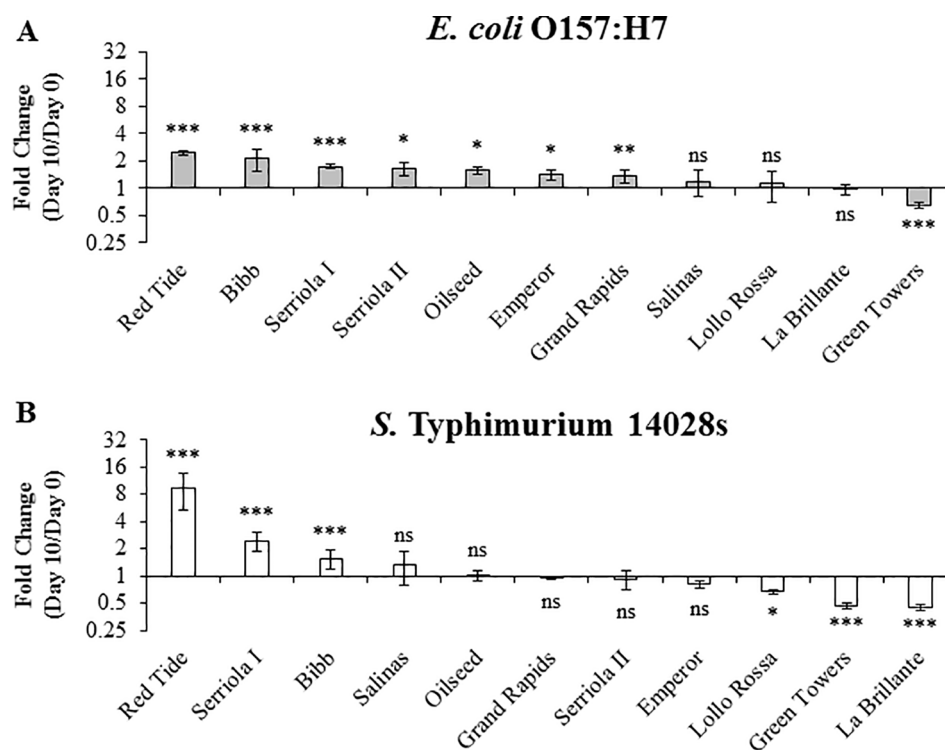 A
E. coli O157:H7
Fold Change
(Day 10/Day 0)
32
16
8
4
2
1
0.5
0.25
*** *** *** * * * ** ns ns
ns ***
Red Tide
Bibb
Serriola I
Serriola II
Oilseed
Emperor
Grand Rapids
Salinas
Lollo Rossa
La Brillante
Green Towers
B
S. Typhimurium 14028s
Fold Change
(Day 10/Day 0)
32
16
8
4
2
1
0.5
0.25
***
*** ***
ns ns
ns ns ns * *** ***
Red Tide
Serriola I
Bibb
Salinas
Oilseed
Grand Rapids
Serriola II
Emperor
Lollo Rossa
Green Towers
La Brillante